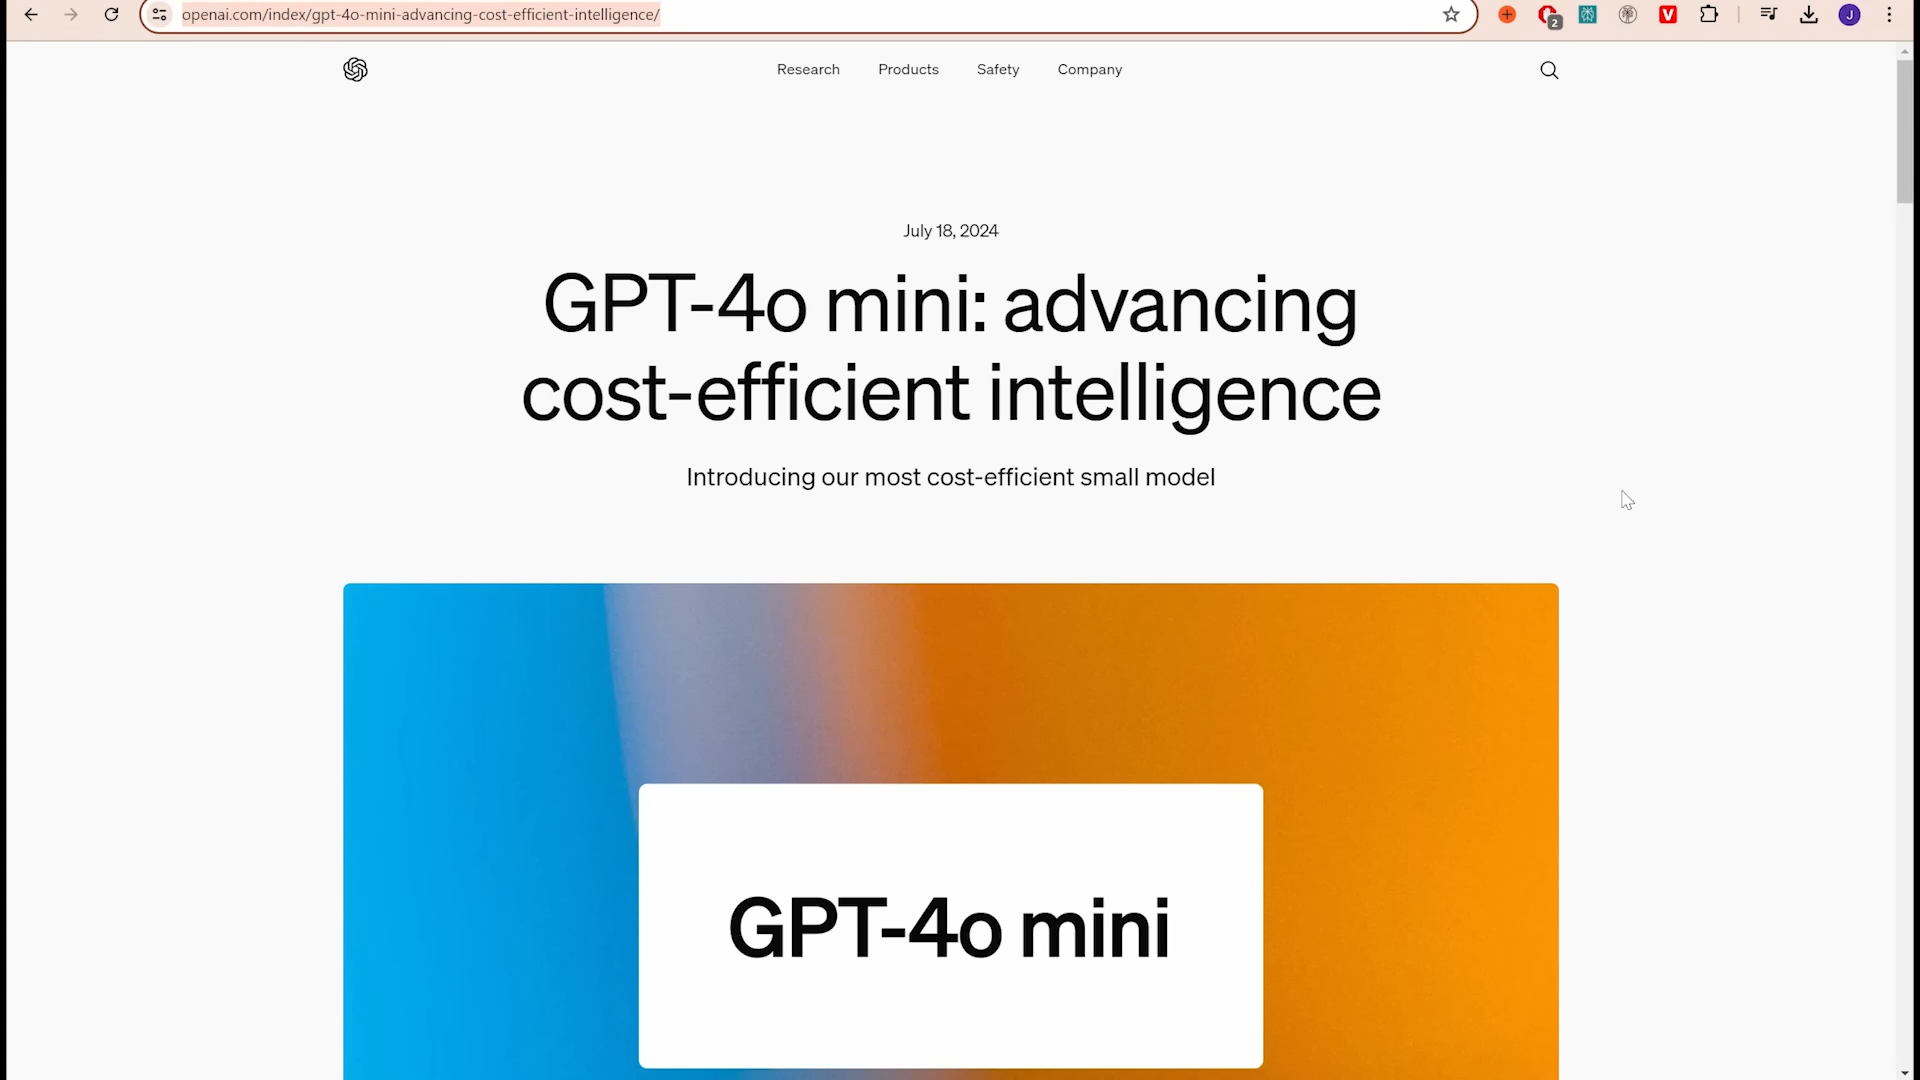 openai.com/index/gpt-4o-mini-advancing-cost-efficient-intelligence/
2
V
J
Research Products Safety Company
July 18, 2024
GPT-4o mini: advancing
cost-efficient intelligence
Introducing our most cost-efficient small model
GPT-4o mini